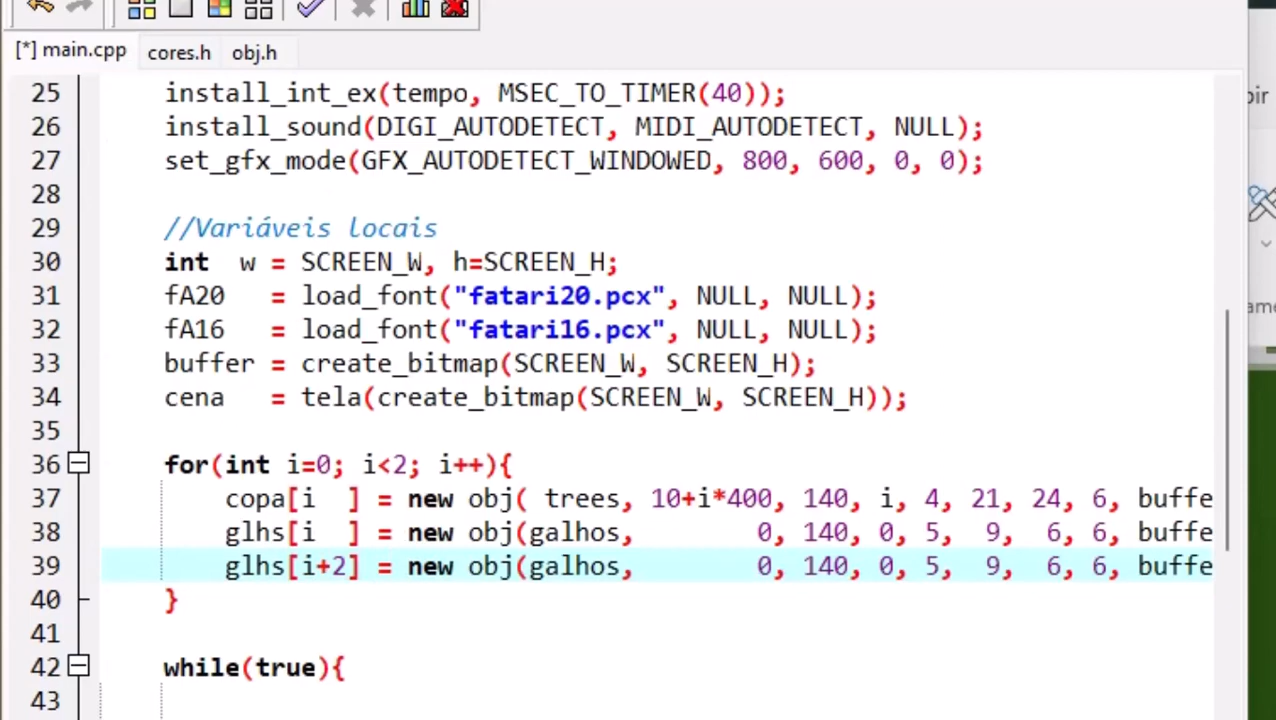 [*] main.cpp cores.h obj.h
25 install_int_ex(tempo, MSEC_TO_TIMER(40));
26 install_sound(DIGI_AUTODETECT, MIDI_AUTODETECT, NULL);
27 set_gfx_mode(GFX_AUTODETECT_WINDOWED, 800, 600, 0, 0);
28
29 //Variáveis locais
30 int w = SCREEN_W, h=SCREEN_H;
31 fA20 = load_font("fatari20.pcx", NULL, NULL);
32 fA16 = load_font("fatari16.pcx", NULL, NULL);
33 buffer = create_bitmap(SCREEN_W, SCREEN_H);
34 cena = tela(create_bitmap(SCREEN_W, SCREEN_H));
35
36 for(int i=0; i<2; i++){
37 copa[i ] = new obj( trees, 10+i*400, 140, i, 4, 21, 24, 6, buffe
38 glhs[i ] = new obj(galhos, 0, 140, 0, 5, 9, 6, 6, buffe
39 glhs[i+2] = new obj(galhos, 0, 140, 0, 5, 9, 6, 6, buffe
40 }
41
42 while(true){
43